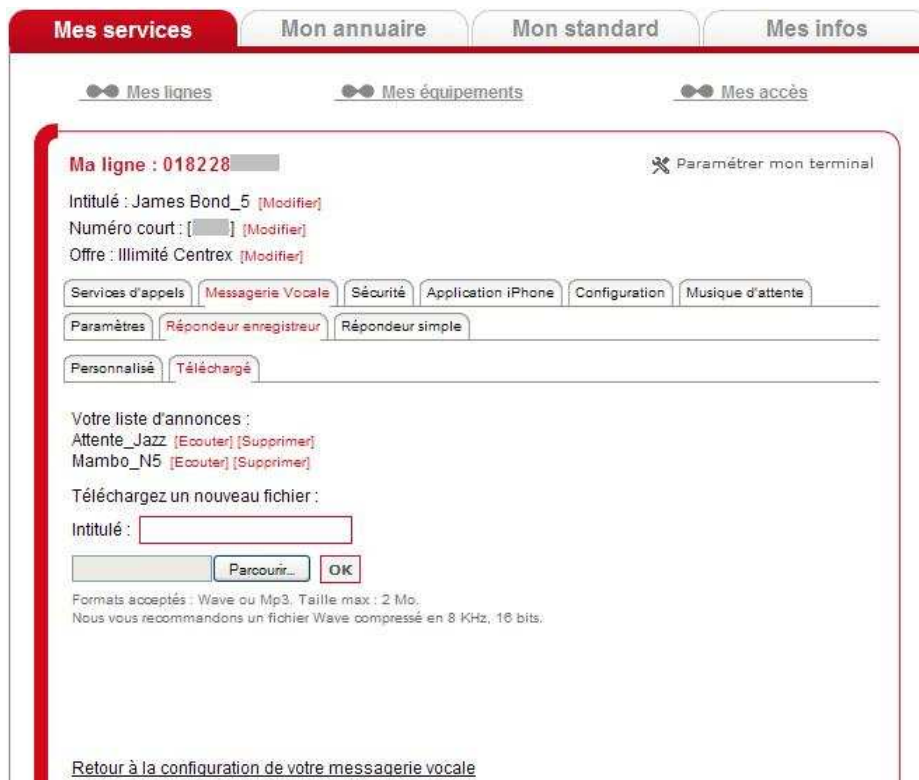 Mes services Mon annuaire Mon standard Mes infos
Mes lignes Mes équipements Mes accès
Ma ligne : 018228 Paramétrer mon terminal
Intitulé : James Bond_5 [Modifier]
Numéro court : [ ] [Modifier]
Offre : Illimité Centrex [Modifier]
Services d'appels Messagerie Vocale Sécurité Application iPhone Configuration Musique d'attente
Paramètres Répondeur enregistreur Répondeur simple
Personnalisé Téléchargé
Votre liste d'annonces :
Attente_Jazz [Ecouter] [Supprimer]
Mambo_N5 [Ecouter] [Supprimer]
Téléchargez un nouveau fichier :
Intitulé :
Parcourir... OK
Formats acceptés : Wave ou Mp3. Taille max : 2 Mo.
Nous vous recommandons un fichier Wave compressé en 8 KHz, 16 bits.
Retour à la configuration de votre messagerie vocale